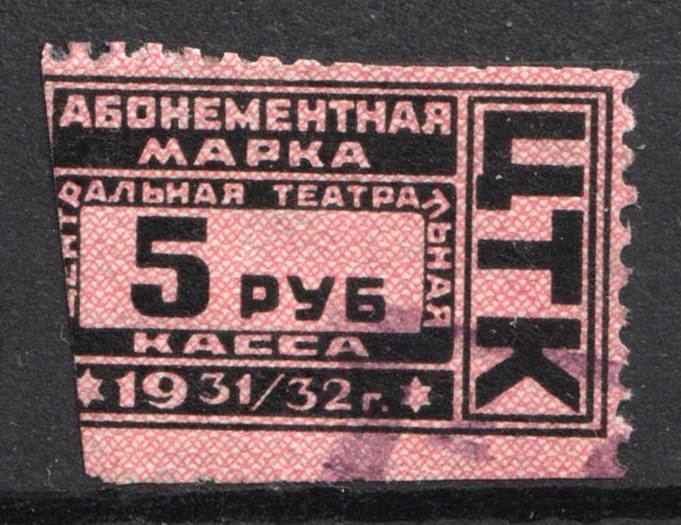 АБОНЕМЕНТНАЯ
МАРКА
ЦЕНТРАЛЬНАЯ ТЕАТРАЛЬНАЯ
5 РУБ
КАССА
1931/32 г.
ЦТК